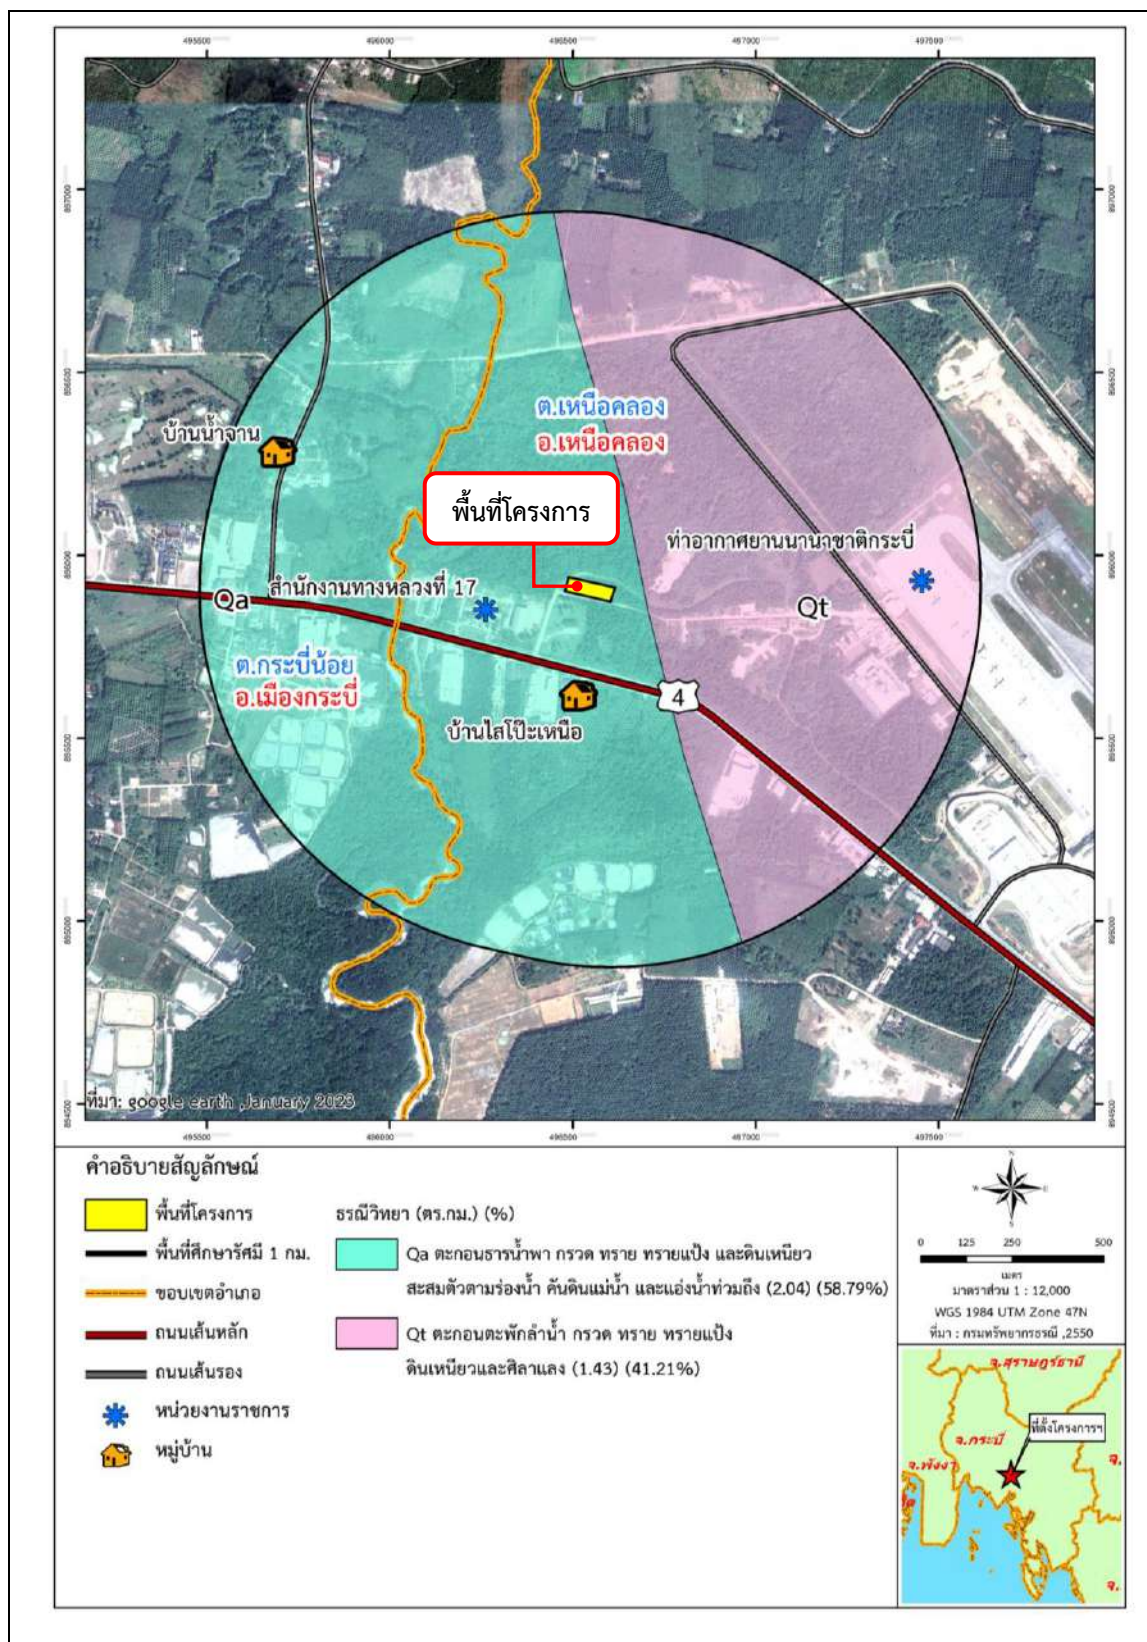 495500 496000 496500 497000 497500
897000 897000
896500 896500
ต.เหนือคลอง
อ.เหนือคลอง
บ้านน้ำจาน
พื้นที่โครงการ
ท่าอากาศยานนานาชาติกระบี่
896000 896000
สำนักงานทางหลวงที่ 17
Qa
Qt
ต.กระบี่น้อย
อ.เมืองกระบี่
4
บ้านไสโป๊ะเหนือ
895500 895500
895000 895000
ที่มา: google earth ,January 2023
894500 894500
495500 496000 496500 497000 497500
คำอธิบายสัญลักษณ์
พื้นที่โครงการ
พื้นที่ศึกษารัศมี 1 กม.
ขอบเขตอำเภอ
ถนนเส้นหลัก
ถนนเส้นรอง
หน่วยงานราชการ
หมู่บ้าน
ธรณีวิทยา (ตร.กม.) (%)
Qa ตะกอนธารน้ำพา กรวด ทราย ทรายแป้ง และดินเหนียว
สะสมตัวตามร่องน้ำ คันดินแม่น้ำ และแอ่งน้ำท่วมถึง (2.04) (58.79%)
Qt ตะกอนตะพักลำน้ำ กรวด ทราย ทรายแป้ง
ดินเหนียวและศิลาแลง (1.43) (41.21%)
N
W E
S
0 125 250 500
เมตร
มาตราส่วน 1 : 12,000
WGS 1984 UTM Zone 47N
ที่มา : กรมทรัพยากรธรณี ,2550
จ.สุราษฎร์ธานี
ที่ตั้งโครงการฯ
จ.กระบี่
จ.พังงา
จ.
จ.